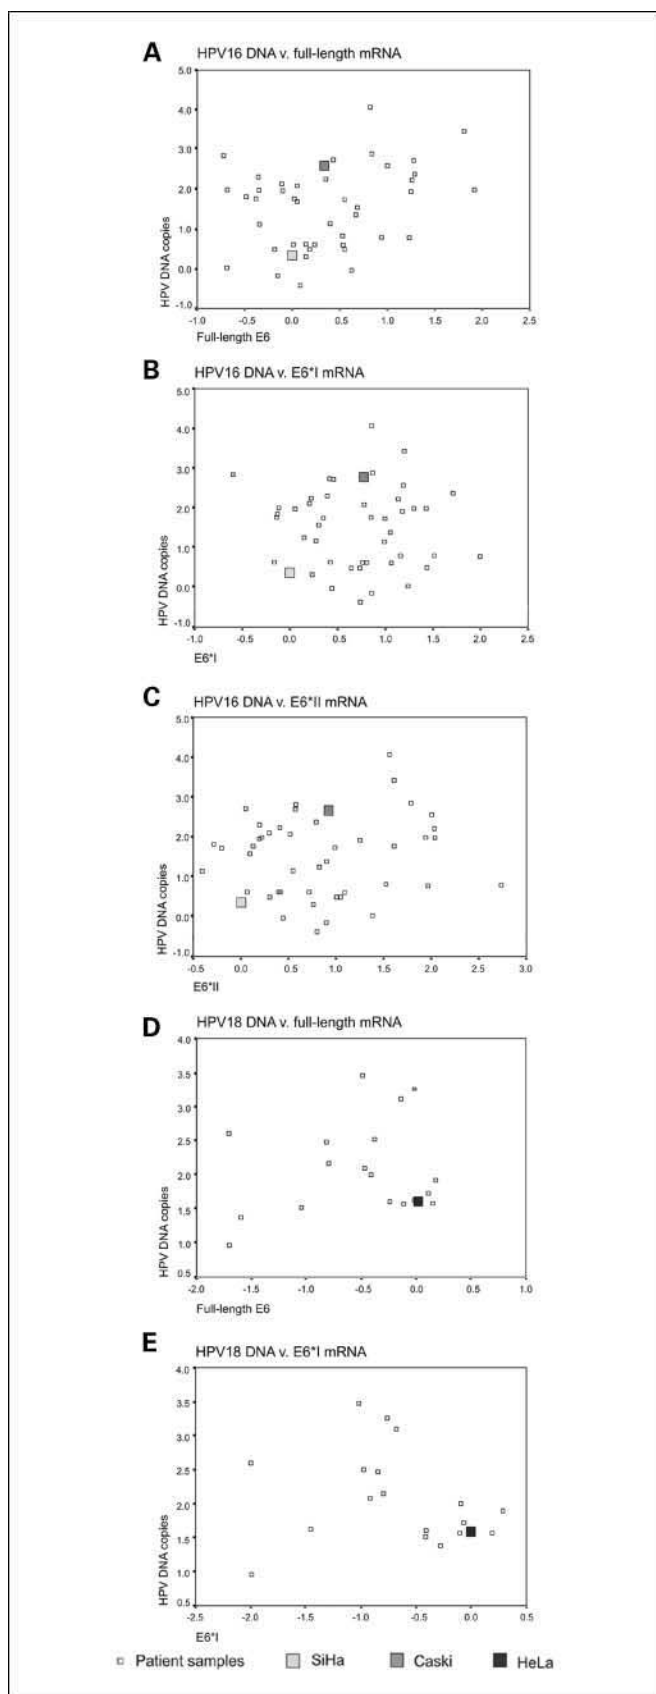 A HPV16 DNA v. full-length mRNA
5.0
4.0
3.0
2.0
1.0
0.0
-1.0
HPV DNA copies
-1.0 -0.5 0.0 0.5 1.0 1.5 2.0 2.5
Full-length E6
B HPV16 DNA v. E6*I mRNA
5.0
4.0
3.0
2.0
1.0
0.0
-1.0
HPV DNA copies
-1.0 -0.5 0.0 0.5 1.0 1.5 2.0 2.5
E6*I
C HPV16 DNA v. E6*II mRNA
5.0
4.0
3.0
2.0
1.0
0.0
-1.0
HPV DNA copies
-0.5 0.0 0.5 1.0 1.5 2.0 2.5 3.0
E6*II
D HPV18 DNA v. full-length mRNA
4.0
3.5
3.0
2.5
2.0
1.5
1.0
0.5
HPV DNA copies
-2.0 -1.5 -1.0 -0.5 0.0 0.5 1.0
Full-length E6
E HPV18 DNA v. E6*I mRNA
4.0
3.5
3.0
2.5
2.0
1.5
1.0
0.5
HPV DNA copies
-2.5 -2.0 -1.5 -1.0 -0.5 0.0 0.5
E6*I
Patient samples SiHa Caski HeLa